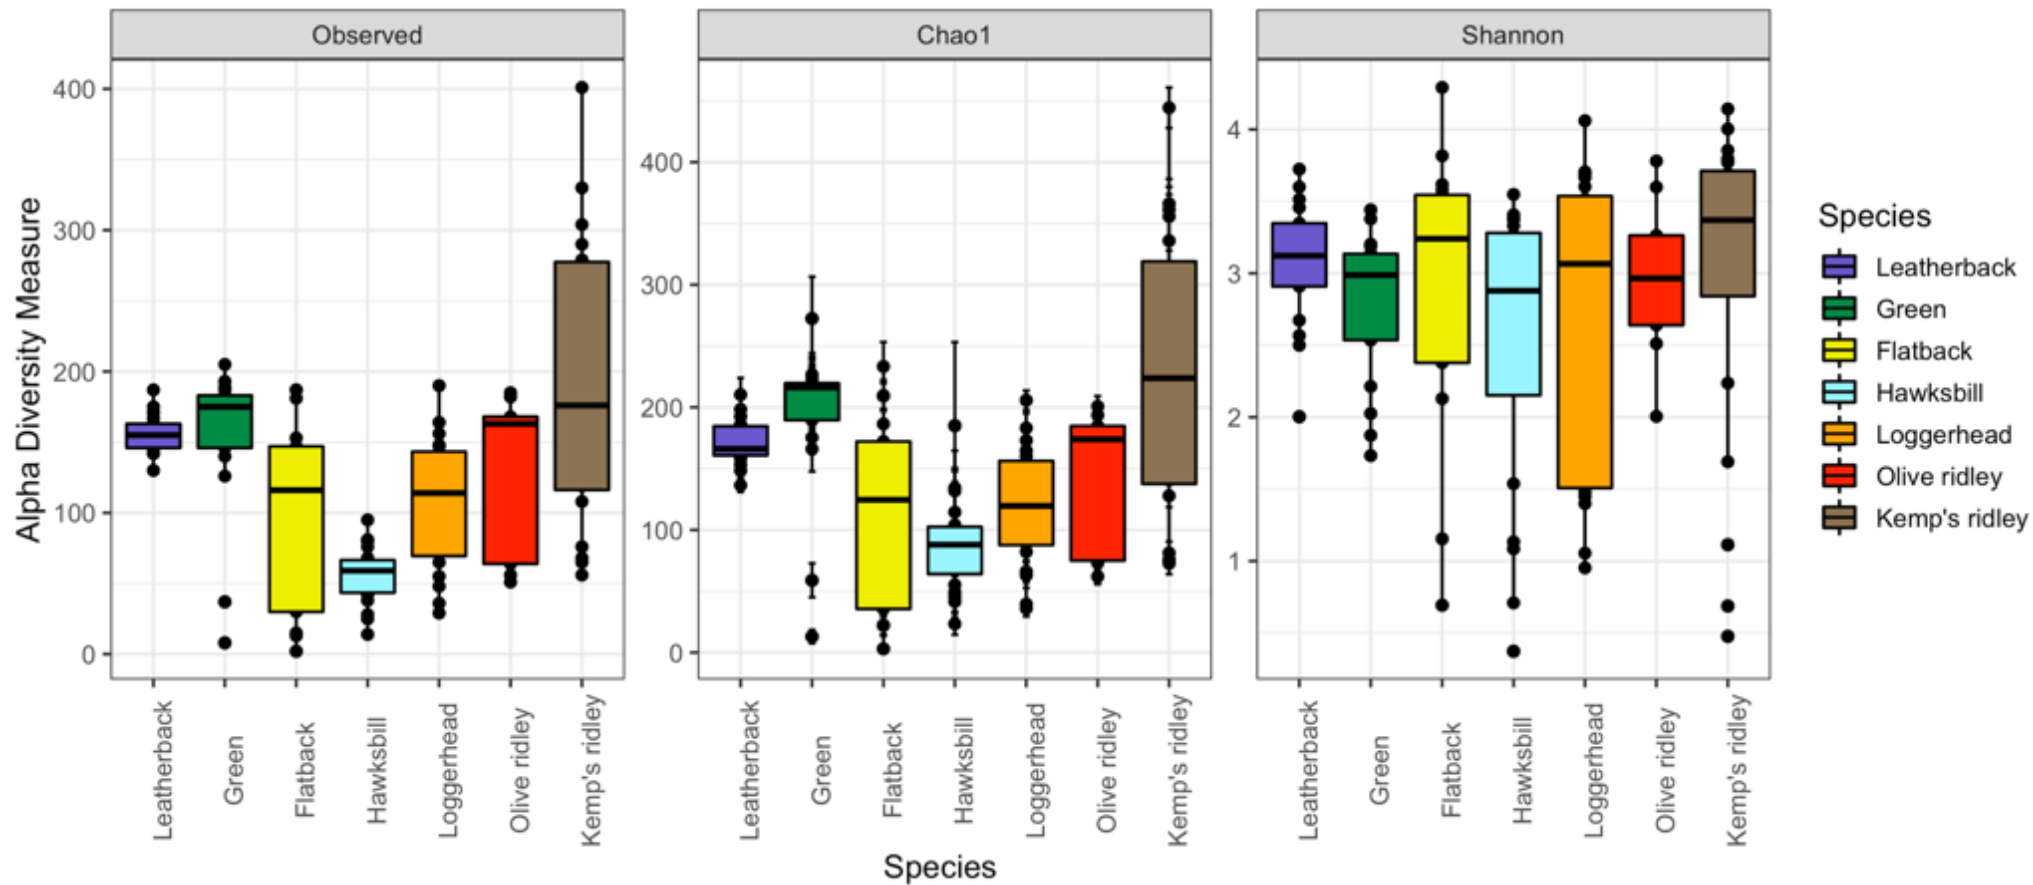 Observed
Chao1
Shannon
Alpha Diversity Measure
400
300
200
100
0
400
300
200
100
0
4
3
2
1
Leatherback
Green
Flatback
Hawksbill
Loggerhead
Olive ridley
Kemp's ridley
Leatherback
Green
Flatback
Hawksbill
Loggerhead
Olive ridley
Kemp's ridley
Leatherback
Green
Flatback
Hawksbill
Loggerhead
Olive ridley
Kemp's ridley
Species
Species
Leatherback
Green
Flatback
Hawksbill
Loggerhead
Olive ridley
Kemp's ridley